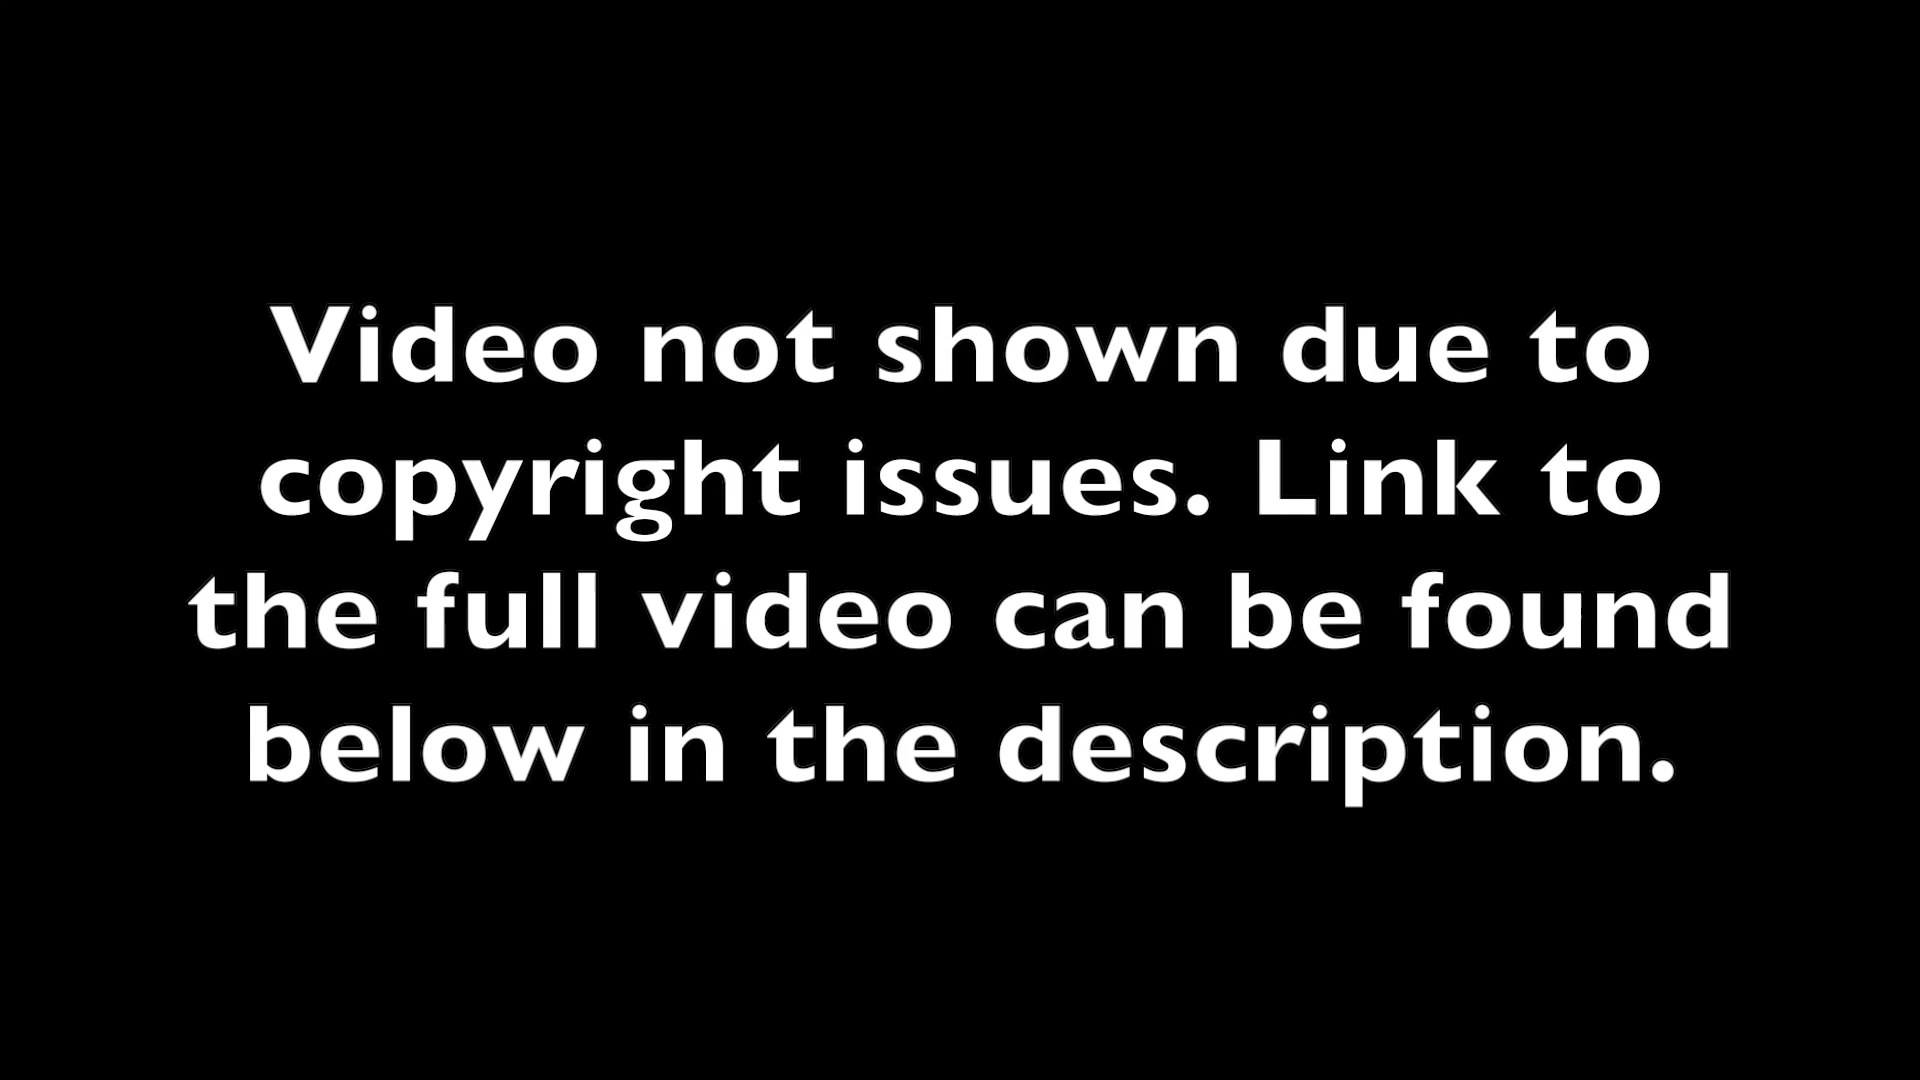 Video not shown due to
copyright issues. Link to
the full video can be found
below in the description.